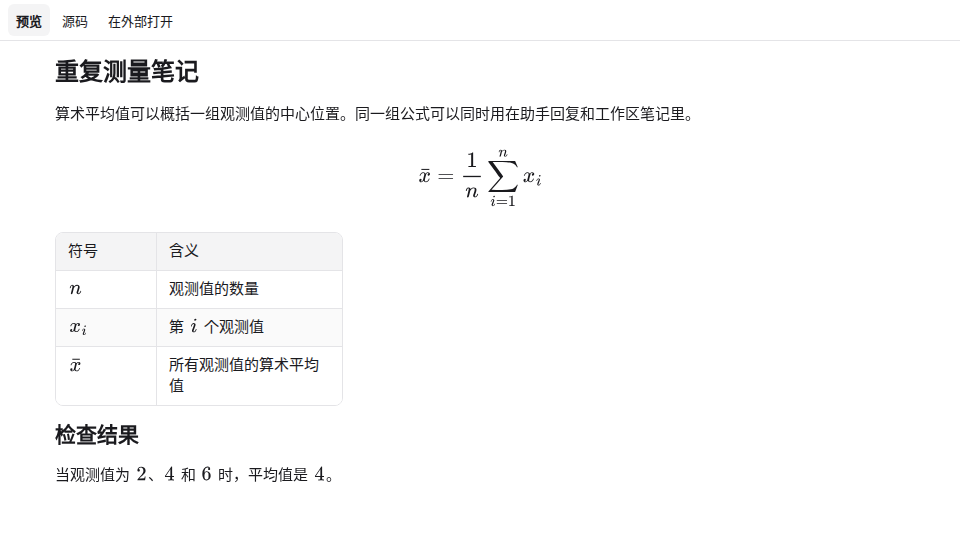 预览 源码 在外部打开
重复测量笔记
算术平均值可以概括一组观测值的中心位置。同一组公式可以同时用在助手回复和工作区笔记里。
$\bar{x} = \frac{1}{n} \sum_{i=1}^{n} x_i$
符号 含义
n 观测值的数量
$x_i$ 第 i 个观测值
$\bar{x}$ 所有观测值的算术平均
值
检查结果
当观测值为 2、4 和 6 时，平均值是 4。